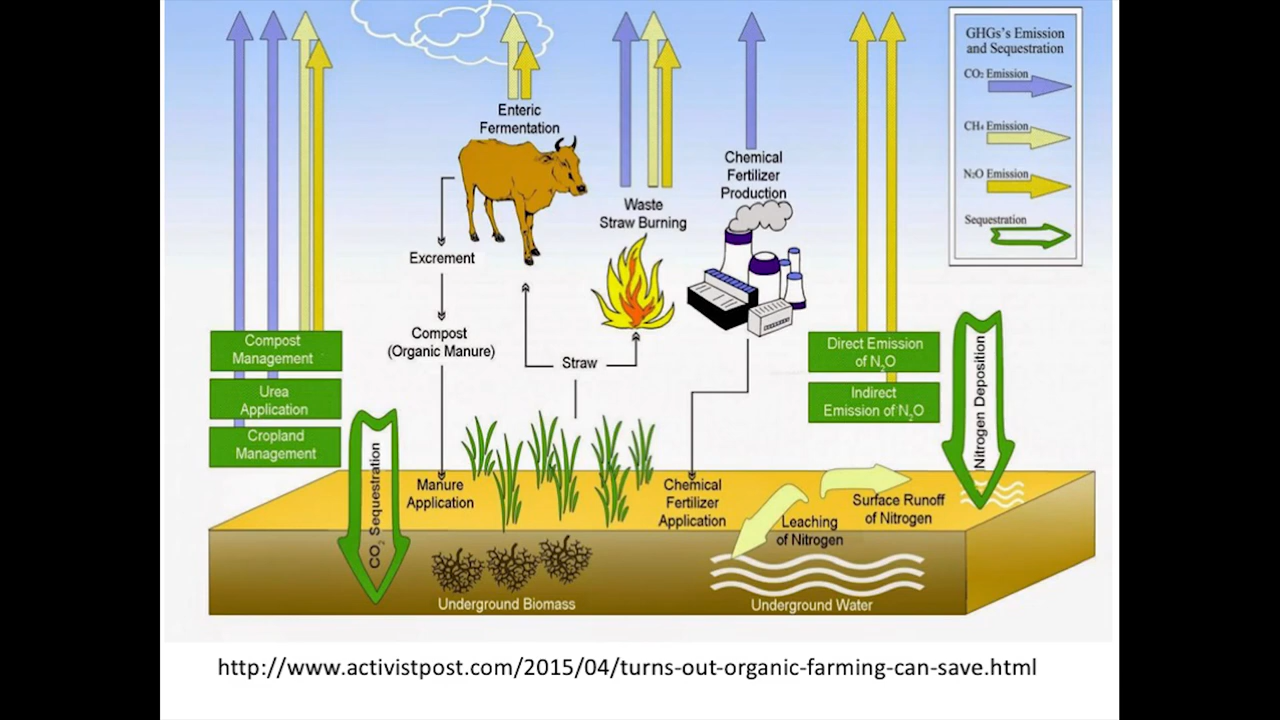 GHGs's Emission
and Sequestration
CO₂ Emission
CH₄ Emission
N₂O Emission
Sequestration
Enteric
Fermentation
Waste
Straw Burning
Chemical
Fertilizer
Production
Excrement
Compost
(Organic Manure)
Straw
Compost
Management
Urea
Application
Cropland
Management
Direct Emission
of N₂O
Indirect
Emission of N₂O
Nitrogen Deposition
CO₂ Sequestration
Manure
Application
Chemical
Fertilizer
Application
Surface Runoff
of Nitrogen
Leaching
of Nitrogen
Underground Biomass
Underground Water
http://www.activistpost.com/2015/04/turns-out-organic-farming-can-save.html